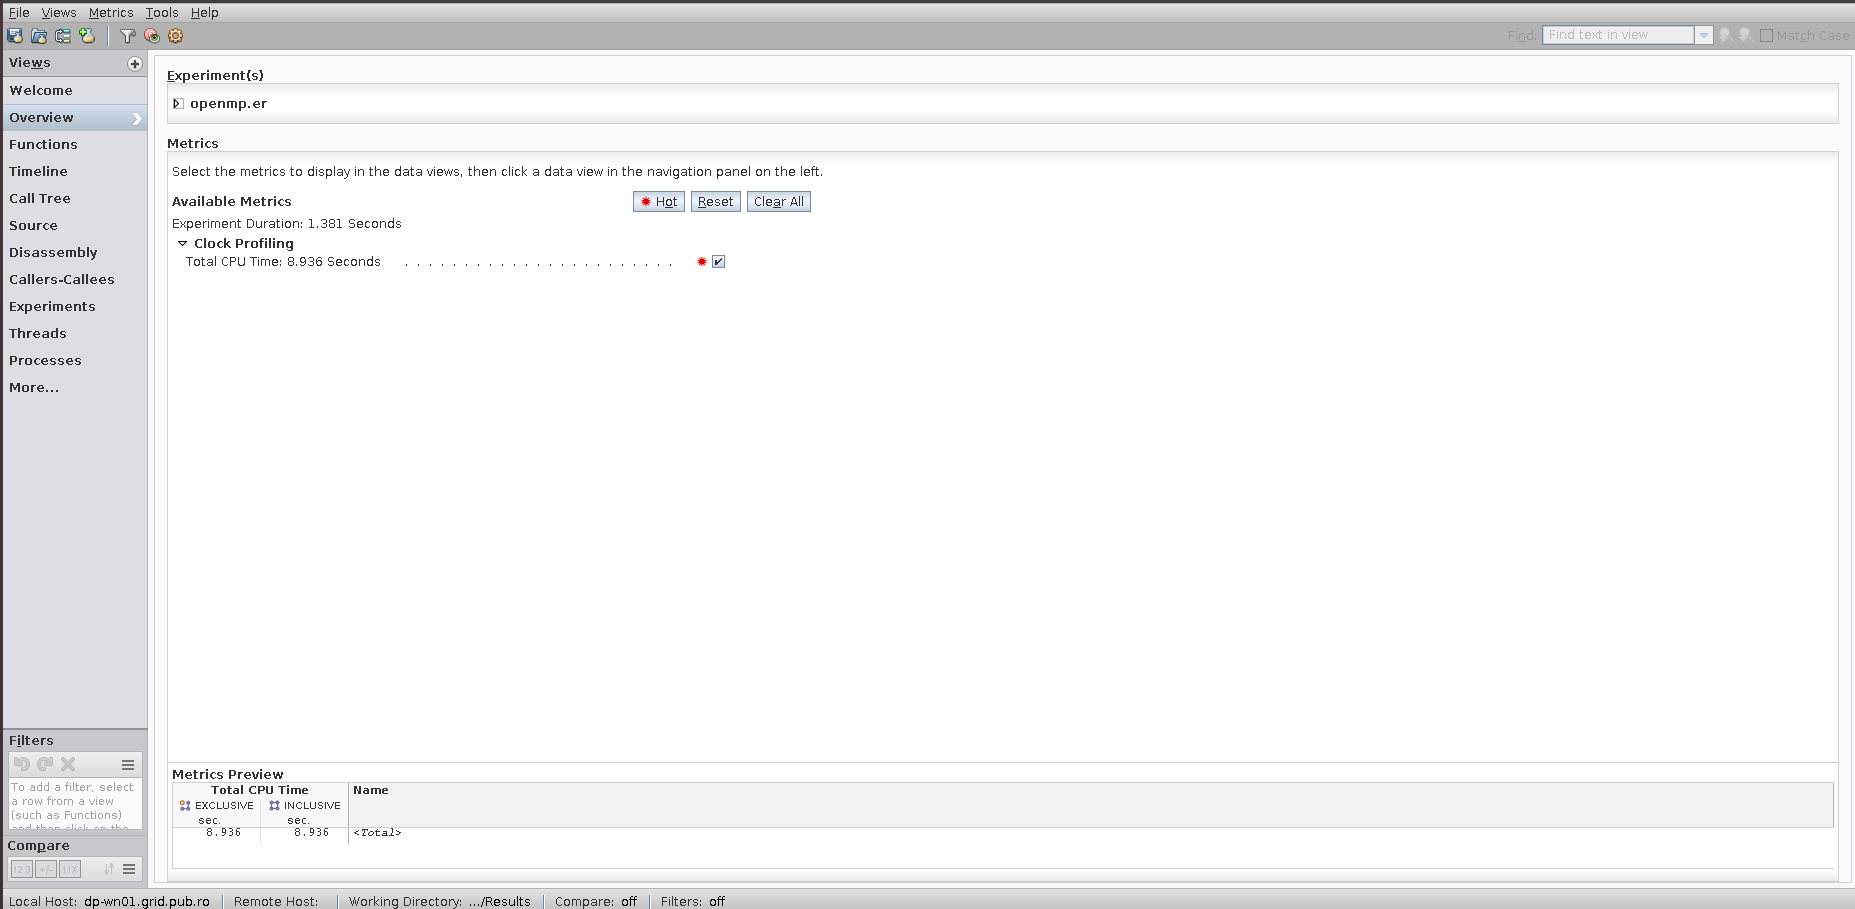 File Views Metrics Tools Help
Find: Find text in view Match Case
Views
Welcome
Overview
Functions
Timeline
Call Tree
Source
Disassembly
Callers-Callees
Experiments
Threads
Processes
More...
Experiment(s)
openmp.er
Metrics
Select the metrics to display in the data views, then click a data view in the navigation panel on the left.
Available Metrics Hot Reset Clear All
Experiment Duration: 1.381 Seconds
Clock Profiling
Total CPU Time: 8.936 Seconds . . . . . . . . . . . . . . . . . . . . . . .
Filters
To add a filter, select
a row from a view
(such as Functions)
and then click on the
Compare
12.3 +/- 1.1X
Metrics Preview
Total CPU Time Name
EXCLUSIVE INCLUSIVE
sec. sec.
8.936 8.936 <Total>
Local Host: dp-wn01.grid.pub.ro Remote Host: Working Directory: .../Results Compare: off Filters: off